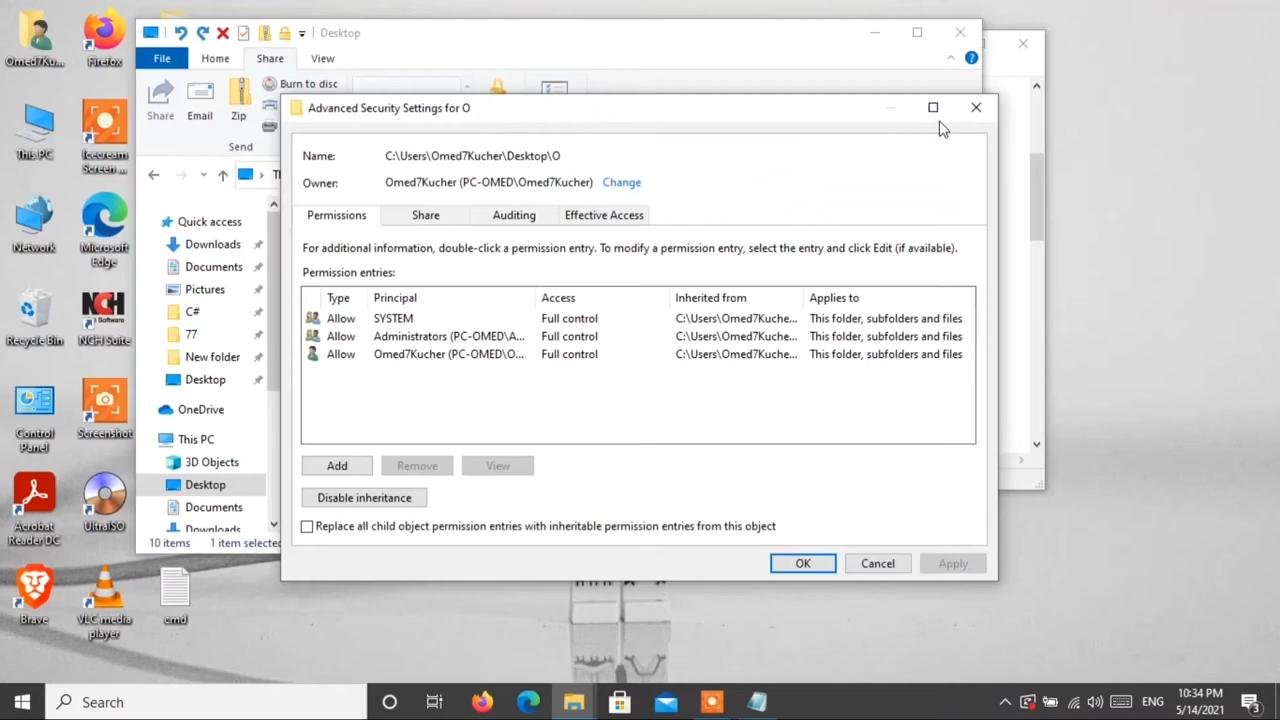 Desktop
File Home Share View
Share
Email
Zip
Burn to disc
Send
Advanced Security Settings for O
Name: C:\Users\Omed7Kucher\Desktop\O
Owner: Omed7Kucher (PC-OMED\Omed7Kucher) Change
Permissions Share Auditing Effective Access
For additional information, double-click a permission entry. To modify a permission entry, select the entry and click Edit (if available).
Permission entries:
Type Principal Access Inherited from Applies to
Allow SYSTEM Full control C:\Users\Omed7Kuche... This folder, subfolders and files
Allow Administrators (PC-OMED\A... Full control C:\Users\Omed7Kuche... This folder, subfolders and files
Allow Omed7Kucher (PC-OMED\O... Full control C:\Users\Omed7Kuche... This folder, subfolders and files
Add Remove View
Disable inheritance
Replace all child object permission entries with inheritable permission entries from this object
OK Cancel Apply
Quick access
Downloads
Documents
Pictures
C#
77
New folder
Desktop
OneDrive
This PC
3D Objects
Desktop
Documents
Downloads
10 items 1 item selected
Omed7Ku...
Firefox
This PC
Icecream
Screen ...
Network
Microsoft
Edge
NCH
Software
Recycle Bin
NCH Suite
Control
Panel
Screenshot
Acrobat
Reader DC
UltraISO
Brave
VLC media
player
cmd
Search
ENG
10:34 PM
5/14/2021
3